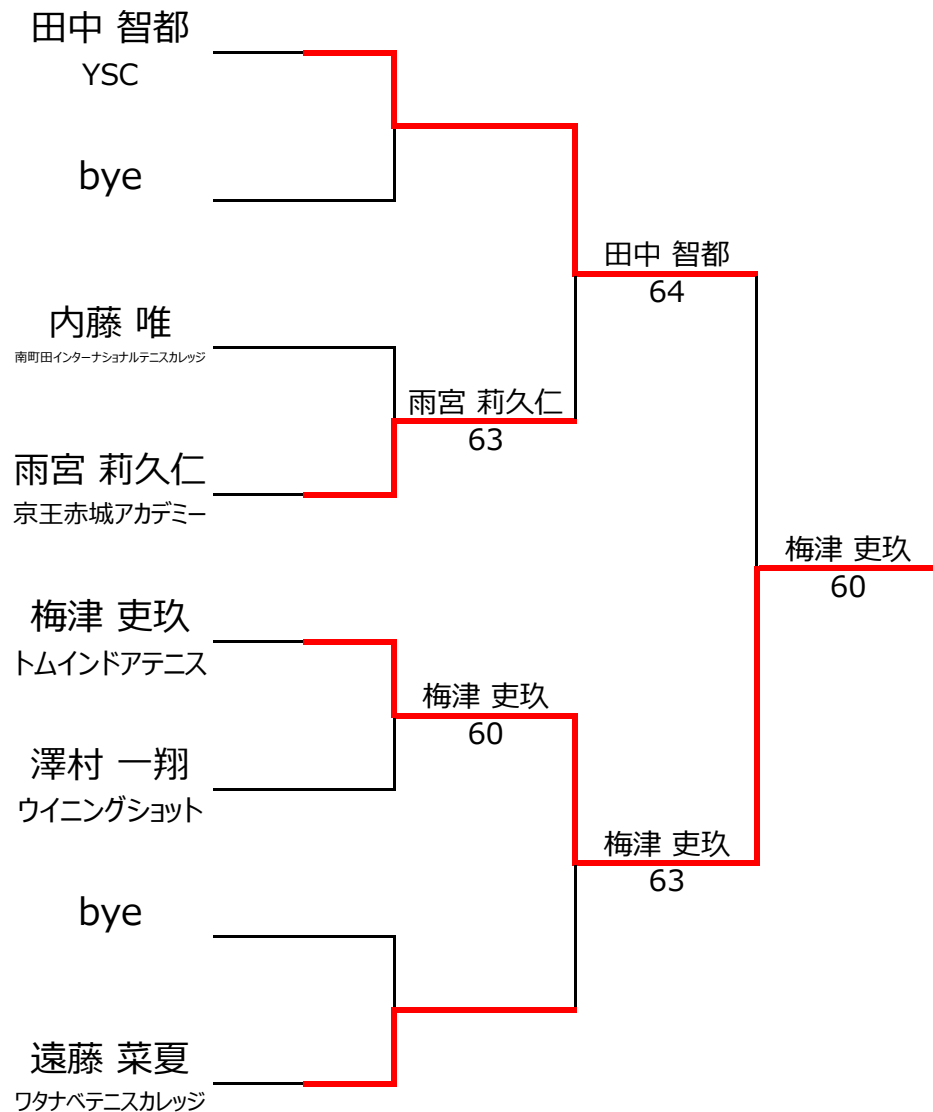 田中 智都
YSC
bye
田中 智都
64
内藤 唯
南町田インターナショナルテニスカレッジ
雨宮 莉久仁
63
雨宮 莉久仁
京王赤城アカデミー
梅津 吏玖
60
梅津 吏玖
トムインドアテニス
梅津 吏玖
60
澤村 一翔
ウイニングショット
梅津 吏玖
63
bye
遠藤 菜夏
ワタナベテニスカレッジ